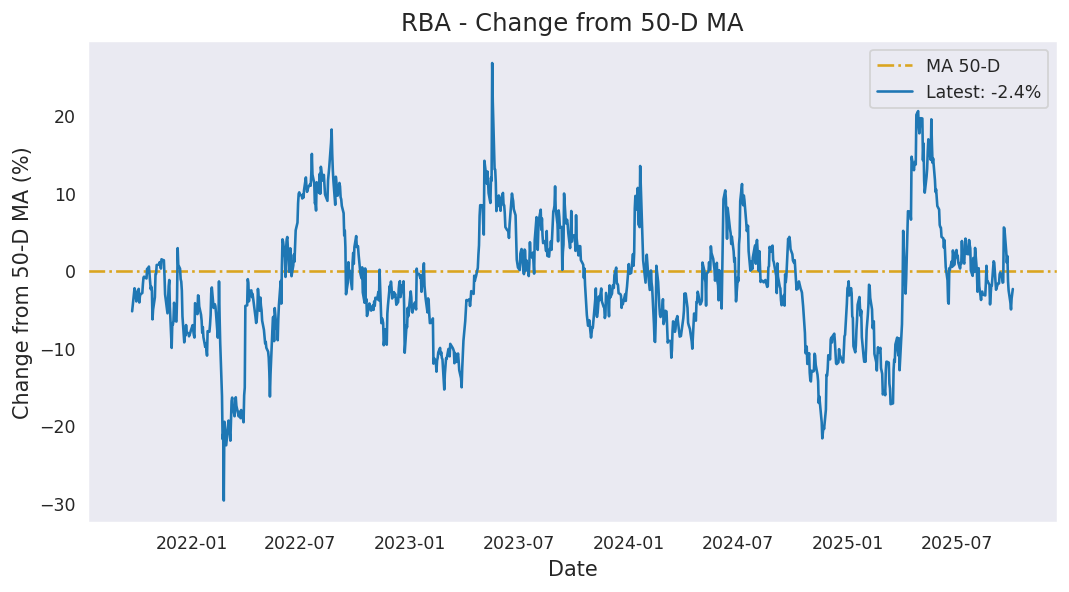 RBA - Change from 50-D MA
MA 50-D
Latest: -2.4%
Change from 50-D MA (%)
20
10
0
−10
−20
−30
2022-01
2022-07
2023-01
2023-07
2024-01
2024-07
2025-01
2025-07
Date